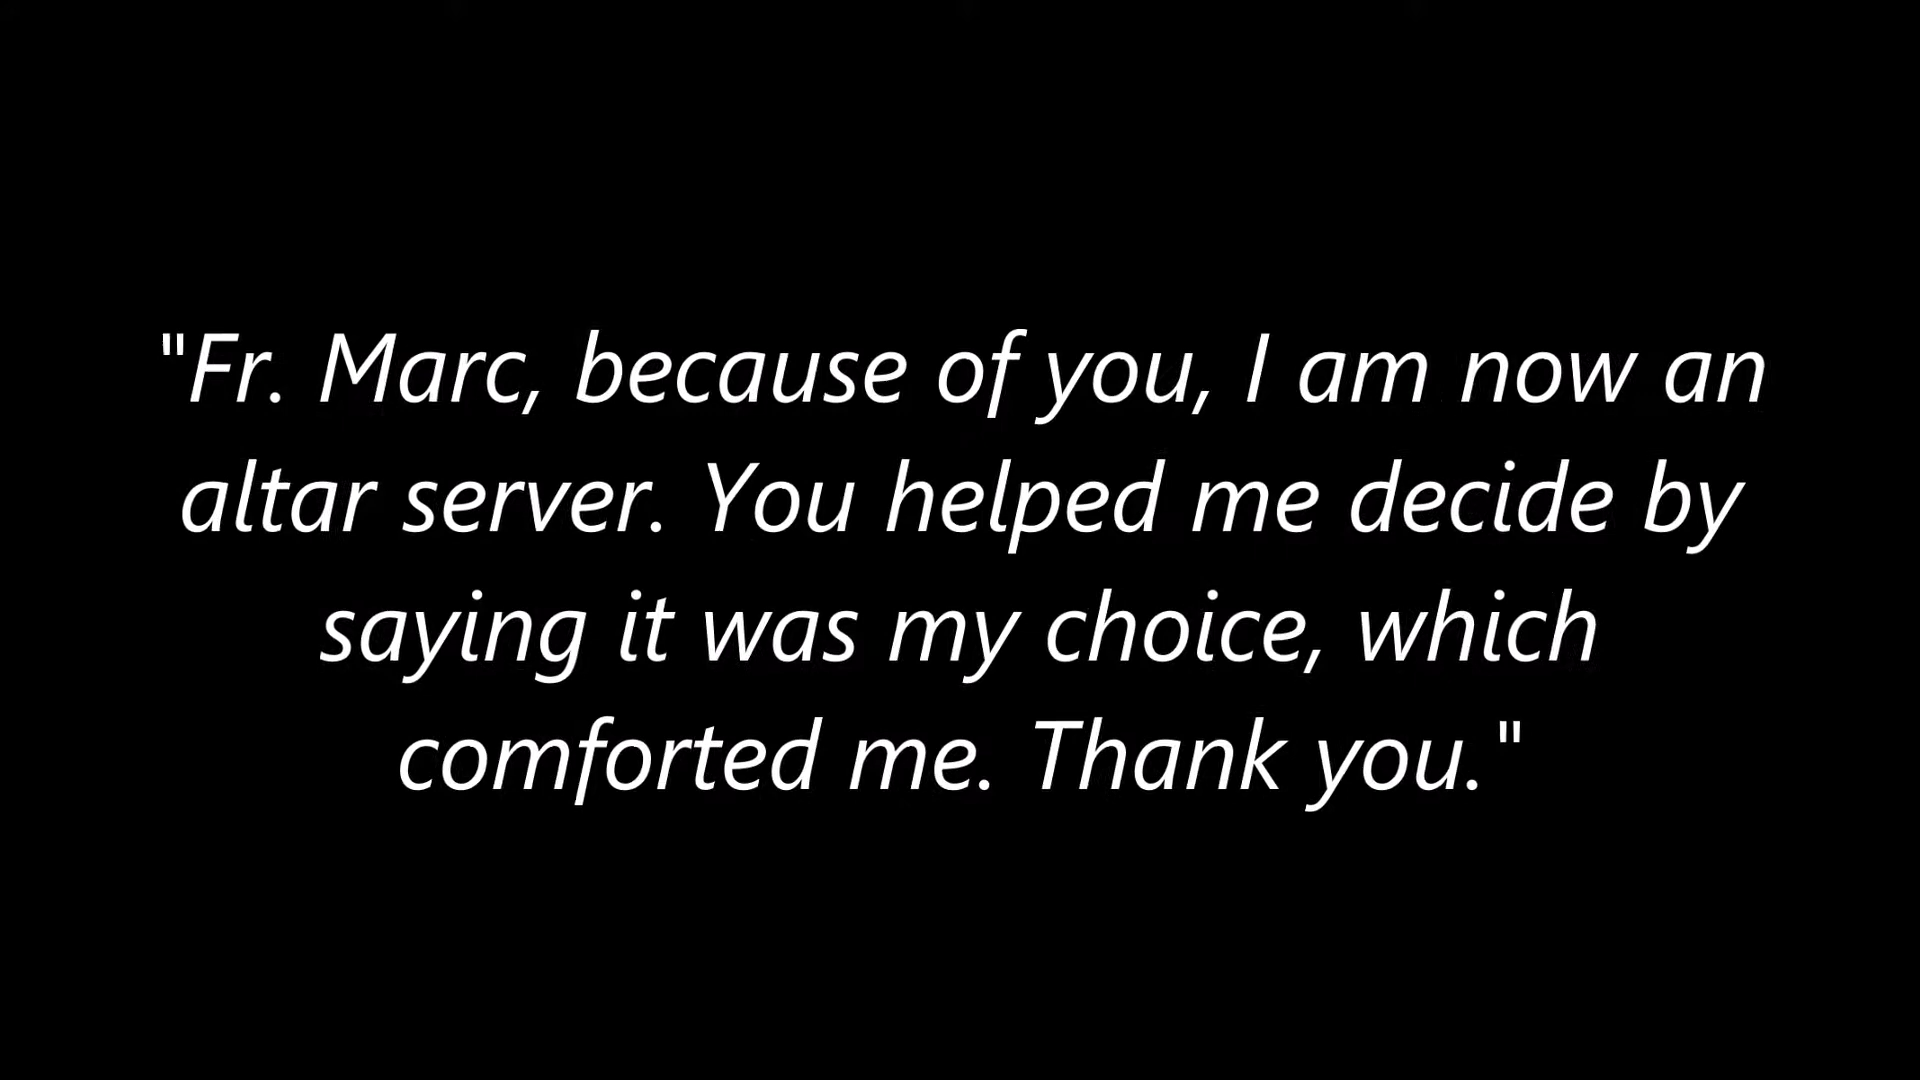 "Fr. Marc, because of you, I am now an
altar server. You helped me decide by
saying it was my choice, which
comforted me. Thank you."